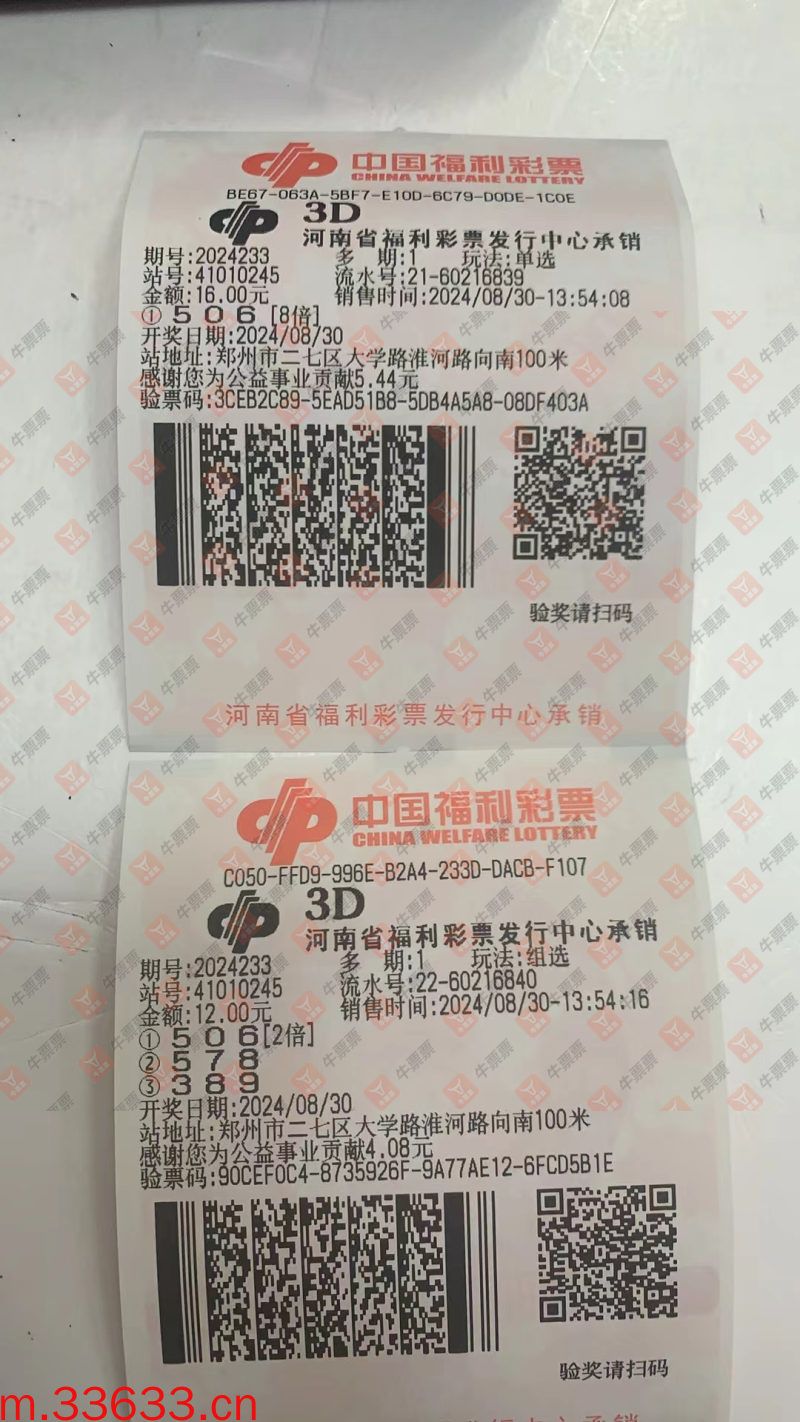 中国福利彩票
CHINA WELFARE LOTTERY
BE67-063A-5BF7-E10D-6C79-D0DE-1C0E
3D
河南省福利彩票发行中心承销
期号:2024233 多 期:1 玩法:单选
站号:41010245 流水号:21-60216839
金额:16.00元 销售时间:2024/08/30-13:54:08
① 5 0 6 [8倍]
开奖日期:2024/08/30
站地址:郑州市二七区大学路淮河路向南100米
感谢您为公益事业贡献5.44元
验票码:3CEB2C89-5EAD51B8-5DB4A5A8-08DF403A
验奖请扫码
河南省福利彩票发行中心承销
中国福利彩票
CHINA WELFARE LOTTERY
C050-FFD9-996E-B2A4-233D-DACB-F107
3D
河南省福利彩票发行中心承销
期号:2024233 多 期:1 玩法:组选
站号:41010245 流水号:22-60216840
金额:12.00元 销售时间:2024/08/30-13:54:16
① 5 0 6 [2倍]
② 5 7 8
③ 3 8 9
开奖日期:2024/08/30
站地址:郑州市二七区大学路淮河路向南100米
感谢您为公益事业贡献4.08元
验票码:90CEF0C4-8735926F-9A77AE12-6FCD5B1E
验奖请扫码
m.33633.cn
牛票票